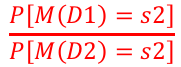 P[M(D1) = s2]
P[M(D2) = s2]